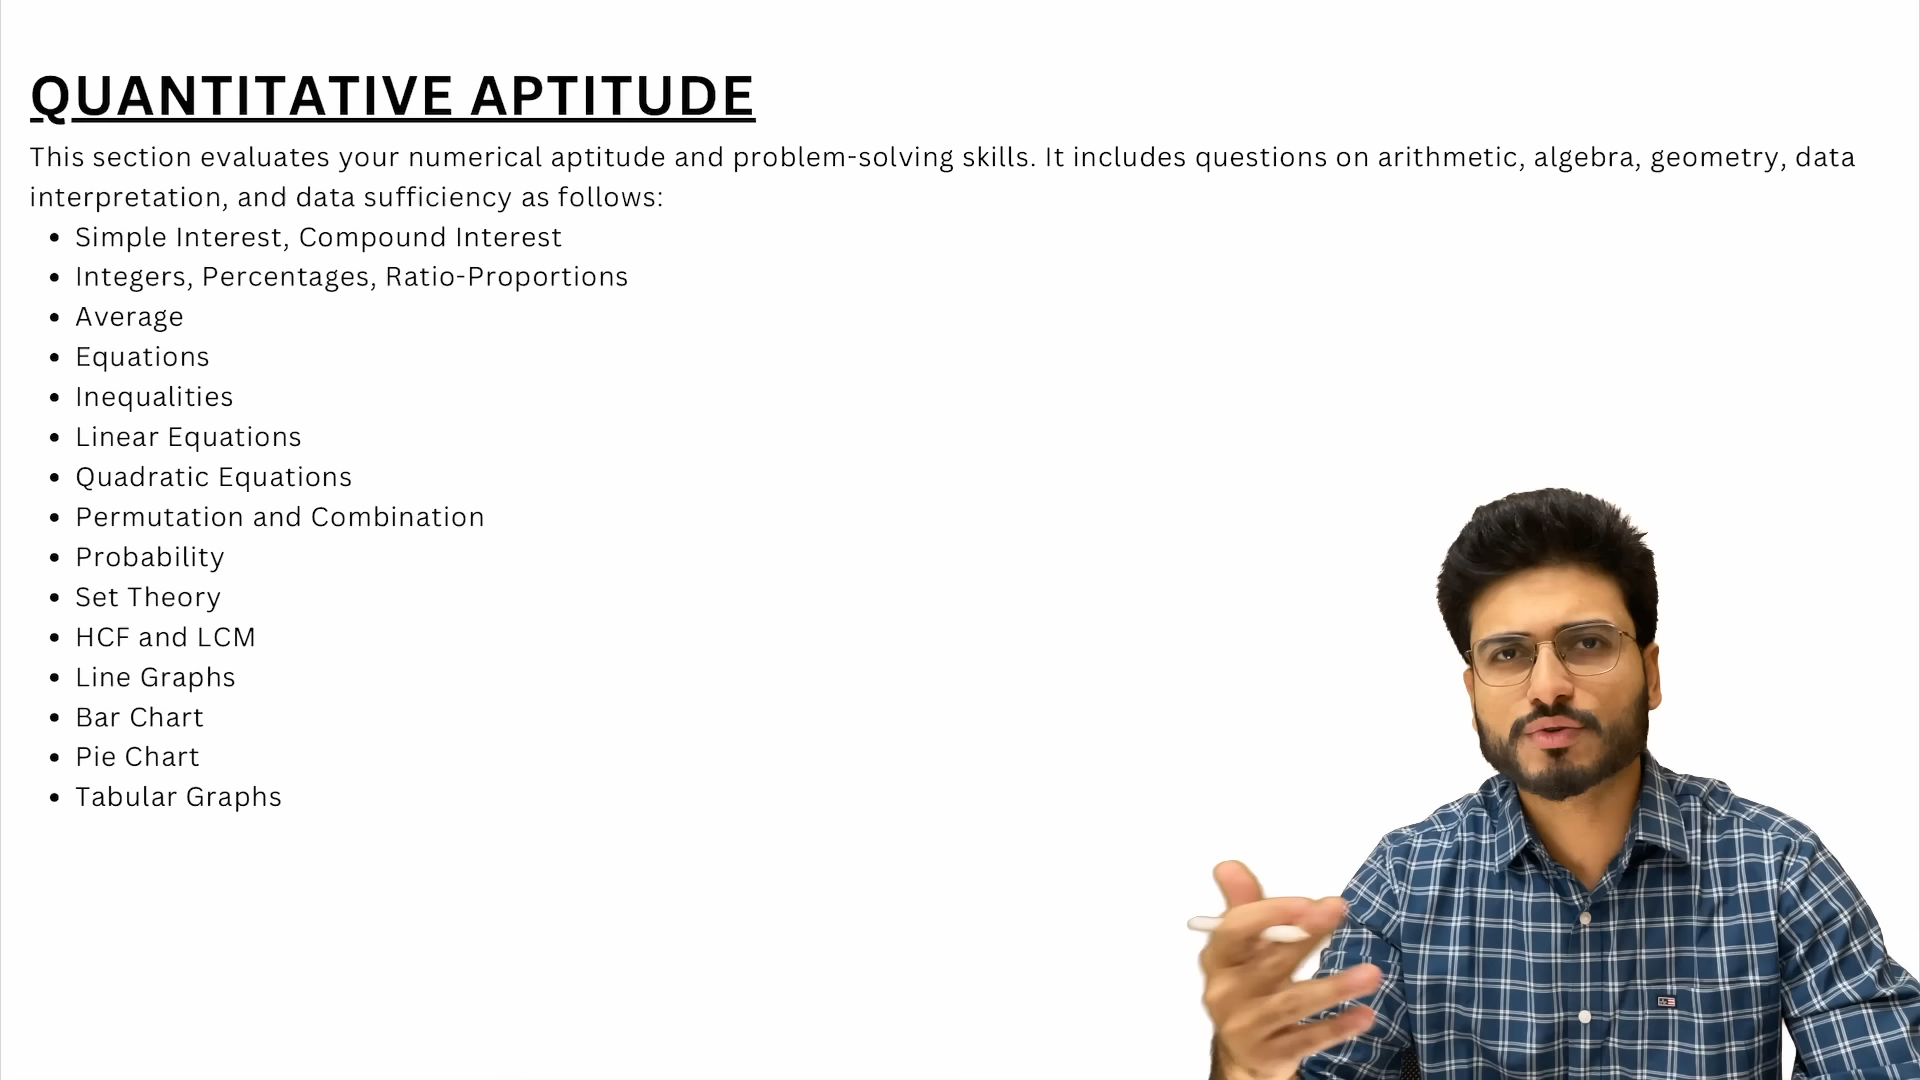 QUANTITATIVE APTITUDE
This section evaluates your numerical aptitude and problem-solving skills. It includes questions on arithmetic, algebra, geometry, data
interpretation, and data sufficiency as follows:
• Simple Interest, Compound Interest
• Integers, Percentages, Ratio-Proportions
• Average
• Equations
• Inequalities
• Linear Equations
• Quadratic Equations
• Permutation and Combination
• Probability
• Set Theory
• HCF and LCM
• Line Graphs
• Bar Chart
• Pie Chart
• Tabular Graphs